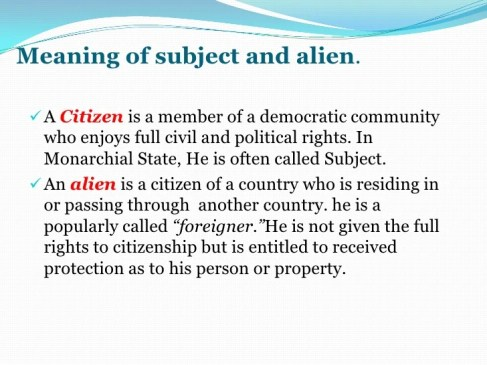 Meaning of subject and alien.
✓A Citizen is a member of a democratic community
who enjoys full civil and political rights. In
Monarchial State, He is often called Subject.
✓An alien is a citizen of a country who is residing in
or passing through another country. he is a
popularly called “foreigner.”He is not given the full
rights to citizenship but is entitled to received
protection as to his person or property.